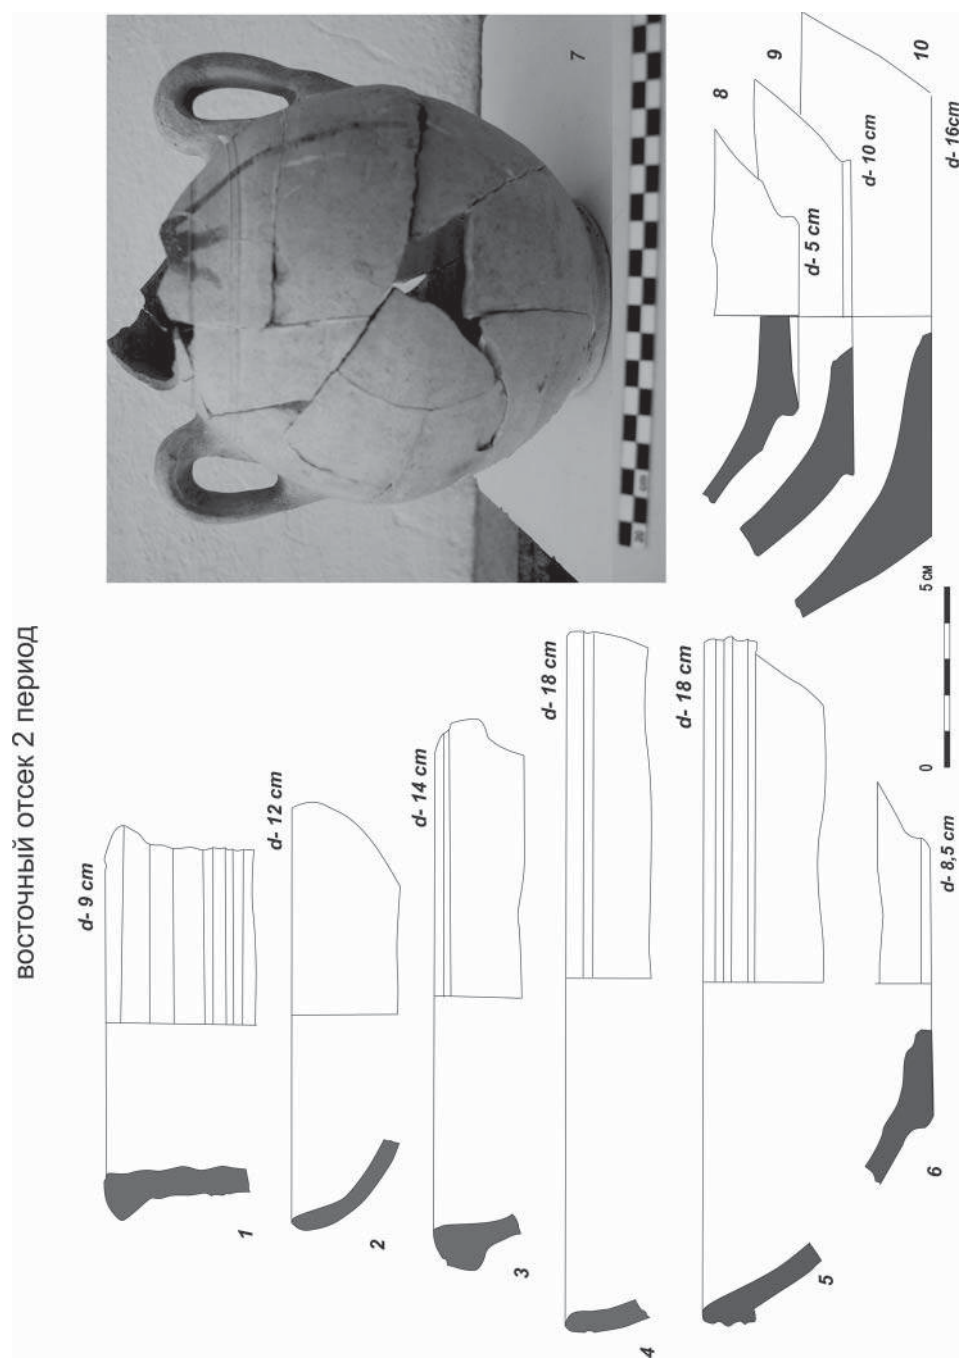 восточный отсек 2 период
d- 9 cm
1
d- 12 cm
2
d- 14 cm
3
d- 18 cm
4
d- 18 cm
5
d- 8,5 cm
6
7
8
d- 5 cm
9
d- 10 cm
10
d- 16cm
0
5 см
20